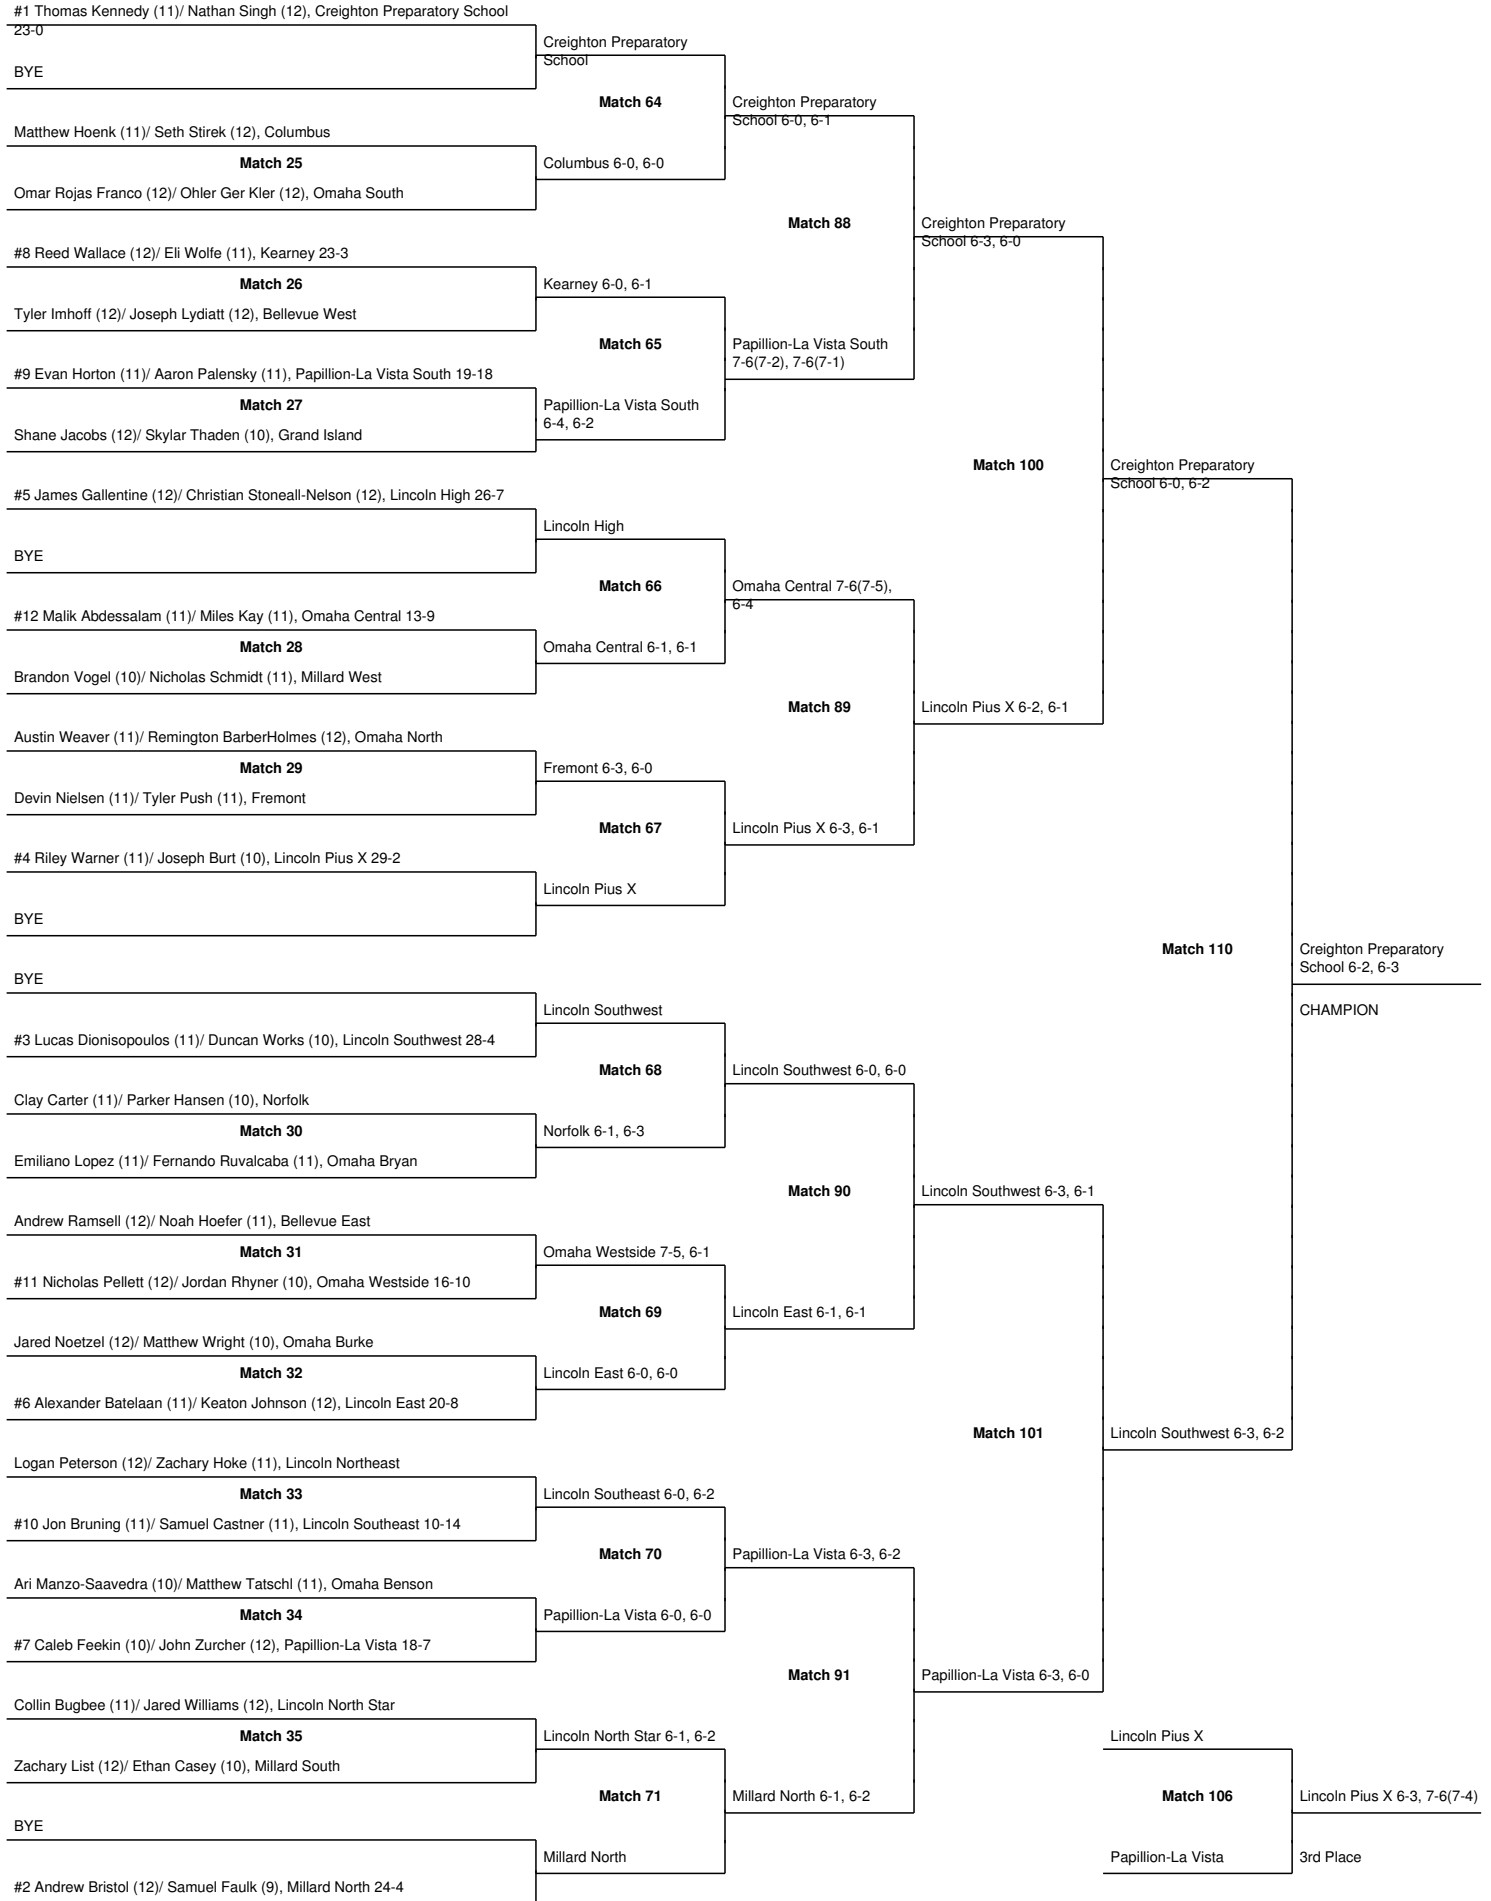 #1 Thomas Kennedy (11)/ Nathan Singh (12), Creighton Preparatory School
23-0
BYE
Matthew Hoenk (11)/ Seth Stirek (12), Columbus
Match 25
Omar Rojas Franco (12)/ Ohler Ger Kler (12), Omaha South
#8 Reed Wallace (12)/ Eli Wolfe (11), Kearney 23-3
Match 26
Tyler Imhoff (12)/ Joseph Lydiatt (12), Bellevue West
#9 Evan Horton (11)/ Aaron Palensky (11), Papillion-La Vista South 19-18
Match 27
Shane Jacobs (12)/ Skylar Thaden (10), Grand Island
#5 James Gallentine (12)/ Christian Stoneall-Nelson (12), Lincoln High 26-7
BYE
#12 Malik Abdessalam (11)/ Miles Kay (11), Omaha Central 13-9
Match 28
Brandon Vogel (10)/ Nicholas Schmidt (11), Millard West
Austin Weaver (11)/ Remington BarberHolmes (12), Omaha North
Match 29
Devin Nielsen (11)/ Tyler Push (11), Fremont
#4 Riley Warner (11)/ Joseph Burt (10), Lincoln Pius X 29-2
BYE
BYE
#3 Lucas Dionisopoulos (11)/ Duncan Works (10), Lincoln Southwest 28-4
Clay Carter (11)/ Parker Hansen (10), Norfolk
Match 30
Emiliano Lopez (11)/ Fernando Ruvalcaba (11), Omaha Bryan
Andrew Ramsell (12)/ Noah Hoefer (11), Bellevue East
Match 31
#11 Nicholas Pellett (12)/ Jordan Rhyner (10), Omaha Westside 16-10
Jared Noetzel (12)/ Matthew Wright (10), Omaha Burke
Match 32
#6 Alexander Batelaan (11)/ Keaton Johnson (12), Lincoln East 20-8
Logan Peterson (12)/ Zachary Hoke (11), Lincoln Northeast
Match 33
#10 Jon Bruning (11)/ Samuel Castner (11), Lincoln Southeast 10-14
Ari Manzo-Saavedra (10)/ Matthew Tatschl (11), Omaha Benson
Match 34
#7 Caleb Feekin (10)/ John Zurcher (12), Papillion-La Vista 18-7
Collin Bugbee (11)/ Jared Williams (12), Lincoln North Star
Match 35
Zachary List (12)/ Ethan Casey (10), Millard South
BYE
#2 Andrew Bristol (12)/ Samuel Faulk (9), Millard North 24-4
Creighton Preparatory
School
Match 64
Columbus 6-0, 6-0
Kearney 6-0, 6-1
Match 65
Papillion-La Vista South
6-4, 6-2
Lincoln High
Match 66
Omaha Central 6-1, 6-1
Fremont 6-3, 6-0
Match 67
Lincoln Pius X
Lincoln Southwest
Match 68
Norfolk 6-1, 6-3
Omaha Westside 7-5, 6-1
Match 69
Lincoln East 6-0, 6-0
Lincoln Southeast 6-0, 6-2
Match 70
Papillion-La Vista 6-0, 6-0
Lincoln North Star 6-1, 6-2
Match 71
Millard North
Creighton Preparatory
School 6-0, 6-1
Match 88
Papillion-La Vista South
7-6(7-2), 7-6(7-1)
Omaha Central 7-6(7-5),
6-4
Match 89
Lincoln Pius X 6-3, 6-1
Lincoln Southwest 6-0, 6-0
Match 90
Lincoln East 6-1, 6-1
Papillion-La Vista 6-3, 6-2
Match 91
Millard North 6-1, 6-2
Creighton Preparatory
School 6-3, 6-0
Match 100
Lincoln Pius X 6-2, 6-1
Lincoln Southwest 6-3, 6-1
Match 101
Papillion-La Vista 6-3, 6-0
Creighton Preparatory
School 6-0, 6-2
Match 110
Lincoln Southwest 6-3, 6-2
Creighton Preparatory
School 6-2, 6-3
CHAMPION
Lincoln Pius X
Match 106
Papillion-La Vista
Lincoln Pius X 6-3, 7-6(7-4)
3rd Place